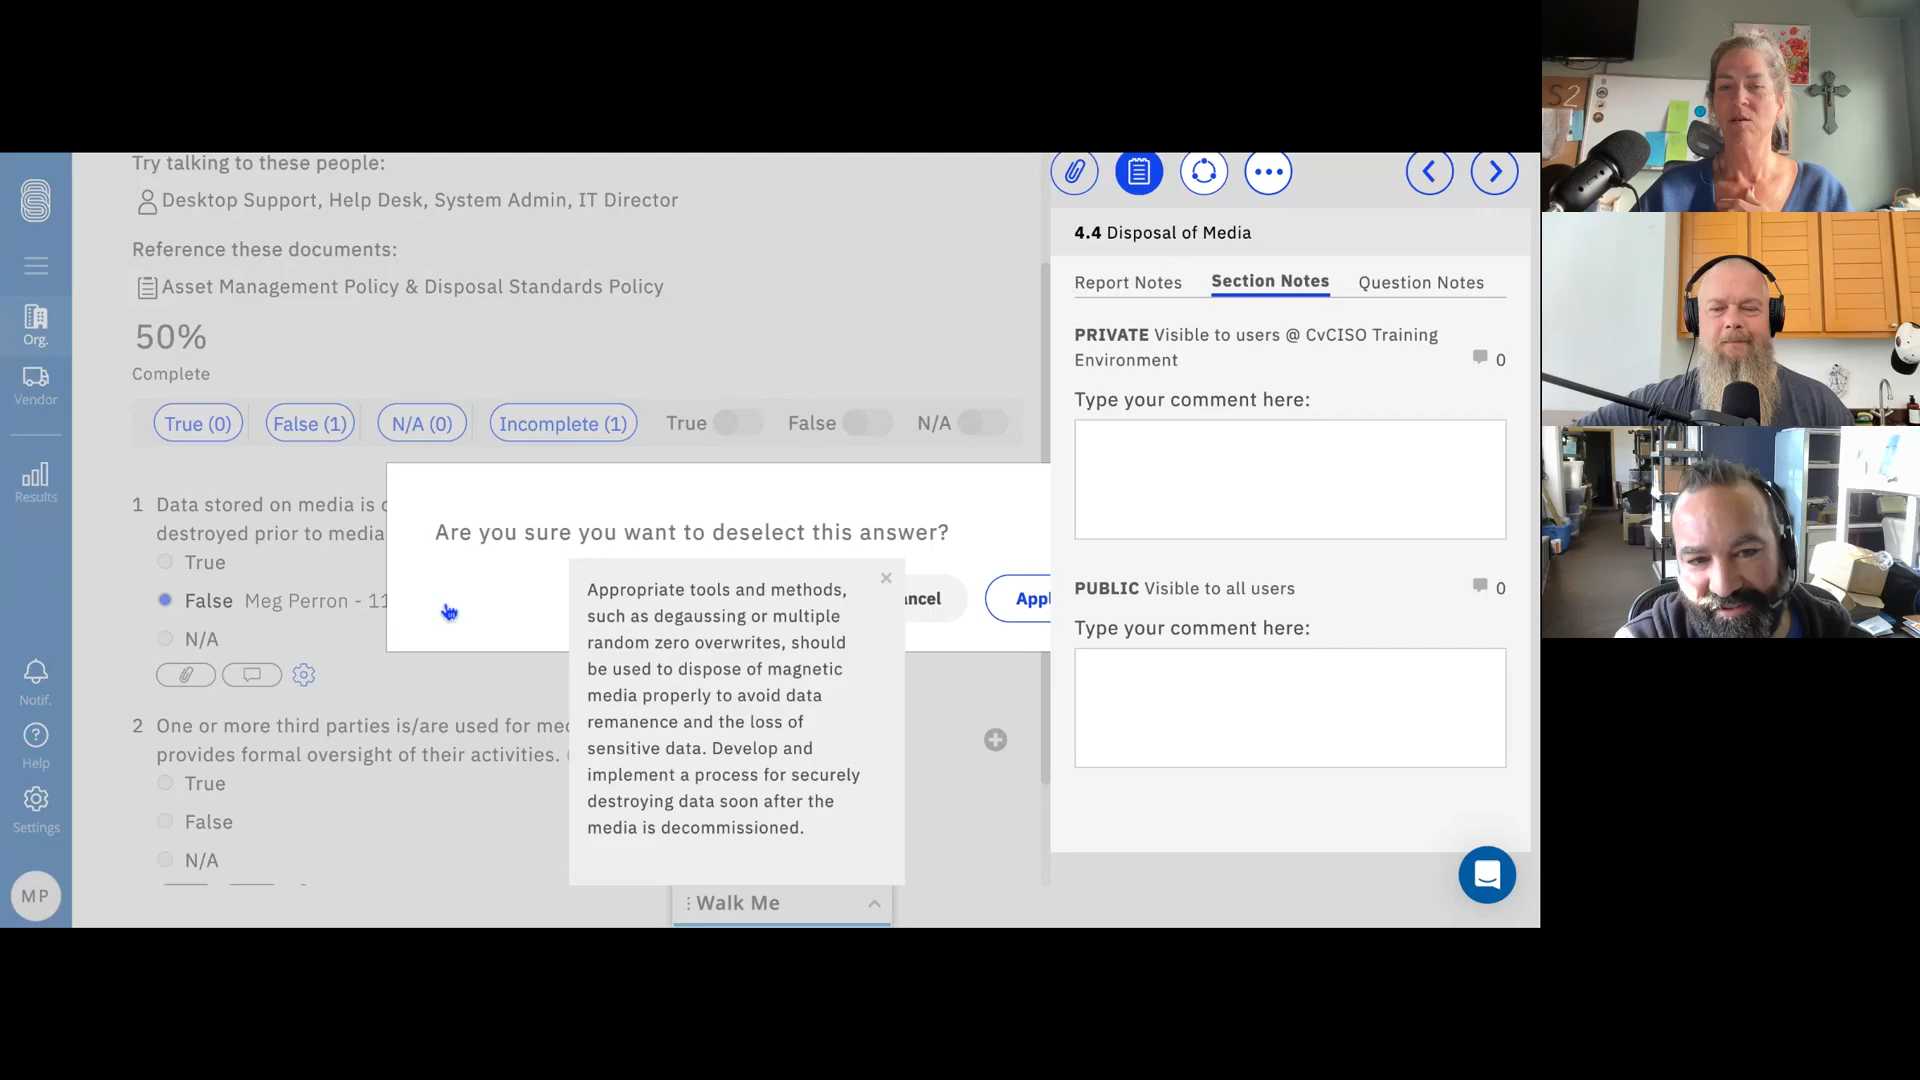 Try talking to these people:
Desktop Support, Help Desk, System Admin, IT Director
Reference these documents:
Asset Management Policy & Disposal Standards Policy
50%
Complete
True (0)
False (1)
N/A (0)
Incomplete (1)
True
False
N/A
1 Data stored on media is
destroyed prior to media
True
False Meg Perron - 11
N/A
2 One or more third parties is/are used for
provides formal oversight of their activities.
True
False
N/A
Are you sure you want to deselect this answer?
Appropriate tools and methods,
such as degaussing or multiple
random zero overwrites, should
be used to dispose of magnetic
media properly to avoid data
remanence and the loss of
sensitive data. Develop and
implement a process for securely
destroying data soon after the
media is decommissioned.
Walk Me
4.4 Disposal of Media
Report Notes
Section Notes
Question Notes
PRIVATE Visible to users @ CvCISO Training
Environment
0
Type your comment here:
PUBLIC Visible to all users
0
Type your comment here:
Org.
Vendor
Results
Notif.
Help
Settings
MP
S2